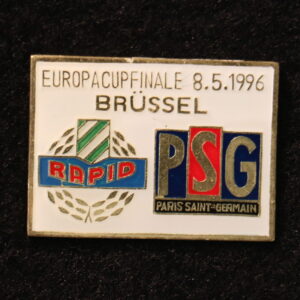 EUROPACUPFINALE 8.5.1996
BRÜSSEL
RAPID
PSG
PARIS SAINT-GERMAIN